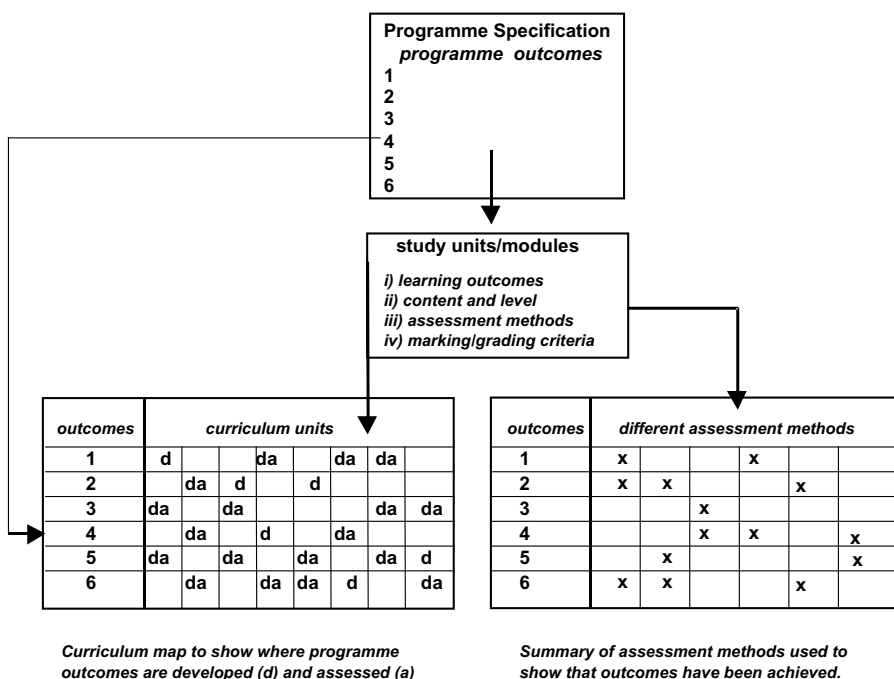 Programme Specification
programme outcomes
1
2
3
4
5
6
study units/modules
i) learning outcomes
ii) content and level
iii) assessment methods
iv) marking/grading criteria
outcomes curriculum units
1 d da da da
2 da d d
3 da da da da
4 da d da
5 da da da da d
6 da da da d da
Curriculum map to show where programme
outcomes are developed (d) and assessed (a)
outcomes different assessment methods
1 x x
2 x x x
3 x
4 x x x
5 x x
6 x x x
Summary of assessment methods used to
show that outcomes have been achieved.